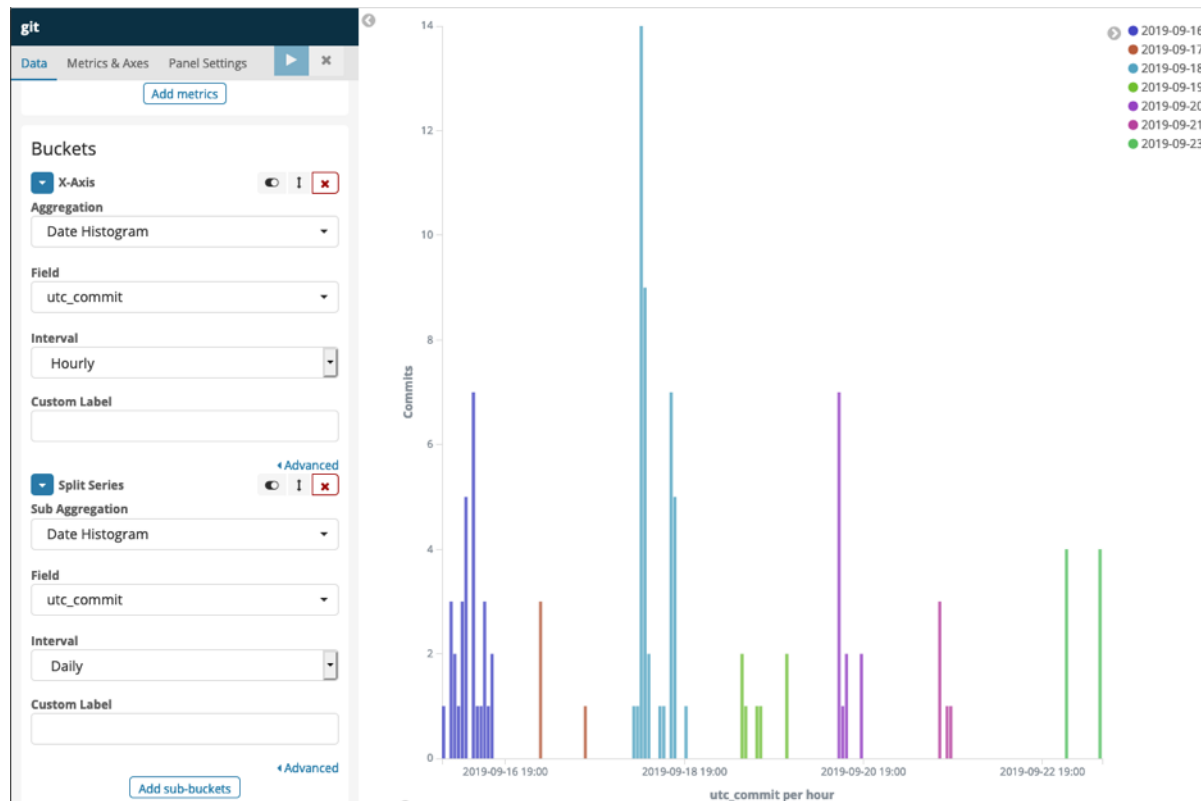 git
Data Metrics & Axes Panel Settings
Add metrics
Buckets
X-Axis
Aggregation
Date Histogram
Field
utc_commit
Interval
Hourly
Custom Label
Advanced
Split Series
Sub Aggregation
Date Histogram
Field
utc_commit
Interval
Daily
Custom Label
Advanced
Add sub-buckets
14
12
10
8
6
4
2
0
Commits
2019-09-16 19:00 2019-09-18 19:00 2019-09-20 19:00 2019-09-22 19:00
utc_commit per hour
2019-09-16
2019-09-17
2019-09-18
2019-09-19
2019-09-20
2019-09-21
2019-09-23